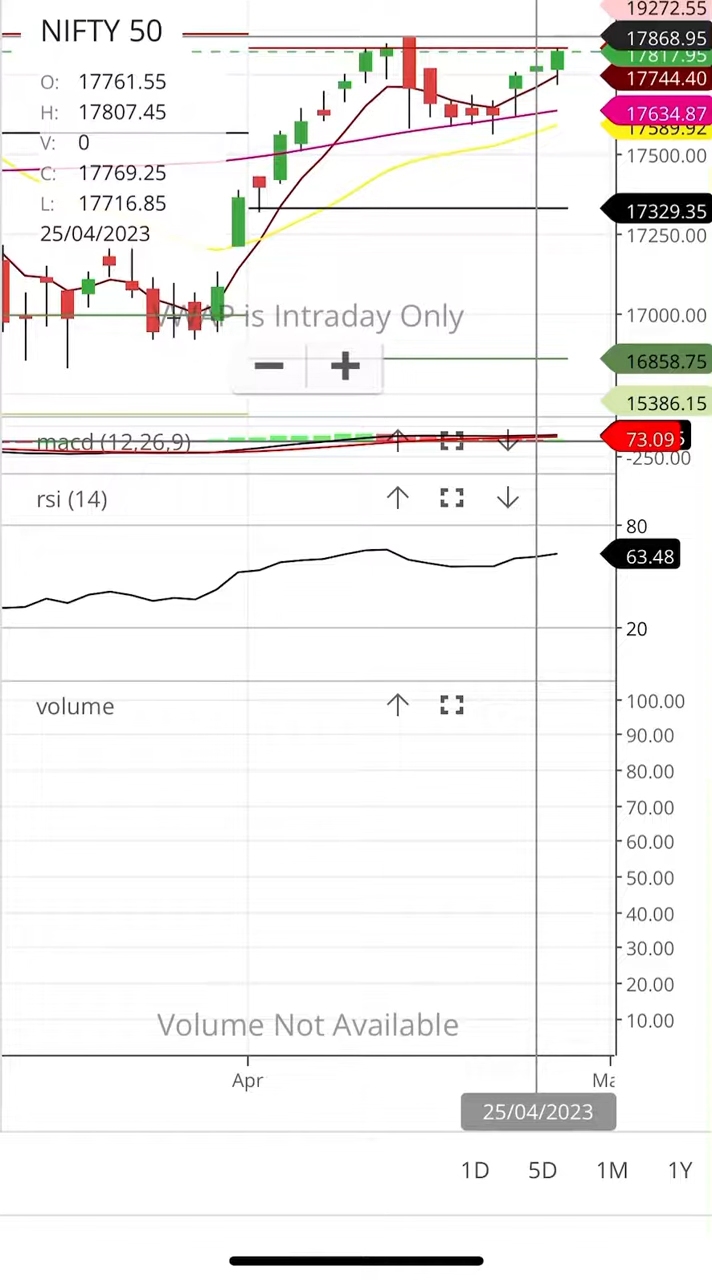 19272.55
NIFTY 50
17868.95
17817.95
O: 17761.55
17744.40
H: 17807.45
17634.87
17589.92
V: 0
17500.00
C: 17769.25
L: 17716.85
17329.35
25/04/2023
17250.00
VWAP is Intraday Only
17000.00
16858.75
15386.15
macd (12,26,9)
73.09
-250.00
rsi (14)
80
63.48
20
volume
100.00
90.00
80.00
70.00
60.00
50.00
40.00
30.00
20.00
10.00
Volume Not Available
Apr
25/04/2023
1D 5D 1M 1Y